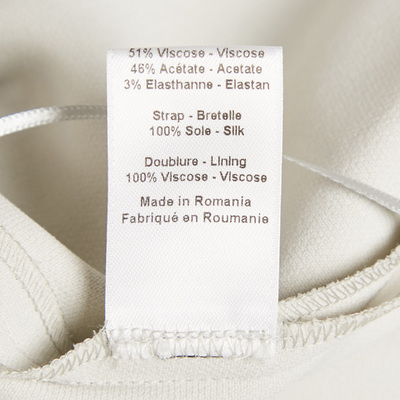 51% Viscose - Viscose
46% Acétate - Acetate
3% Elasthanne - Elastan
Strap - Bretelle
100% Soie - Silk
Doublure - Lining
100% Viscose - Viscose
Made in Romania
Fabriqué en Roumanie